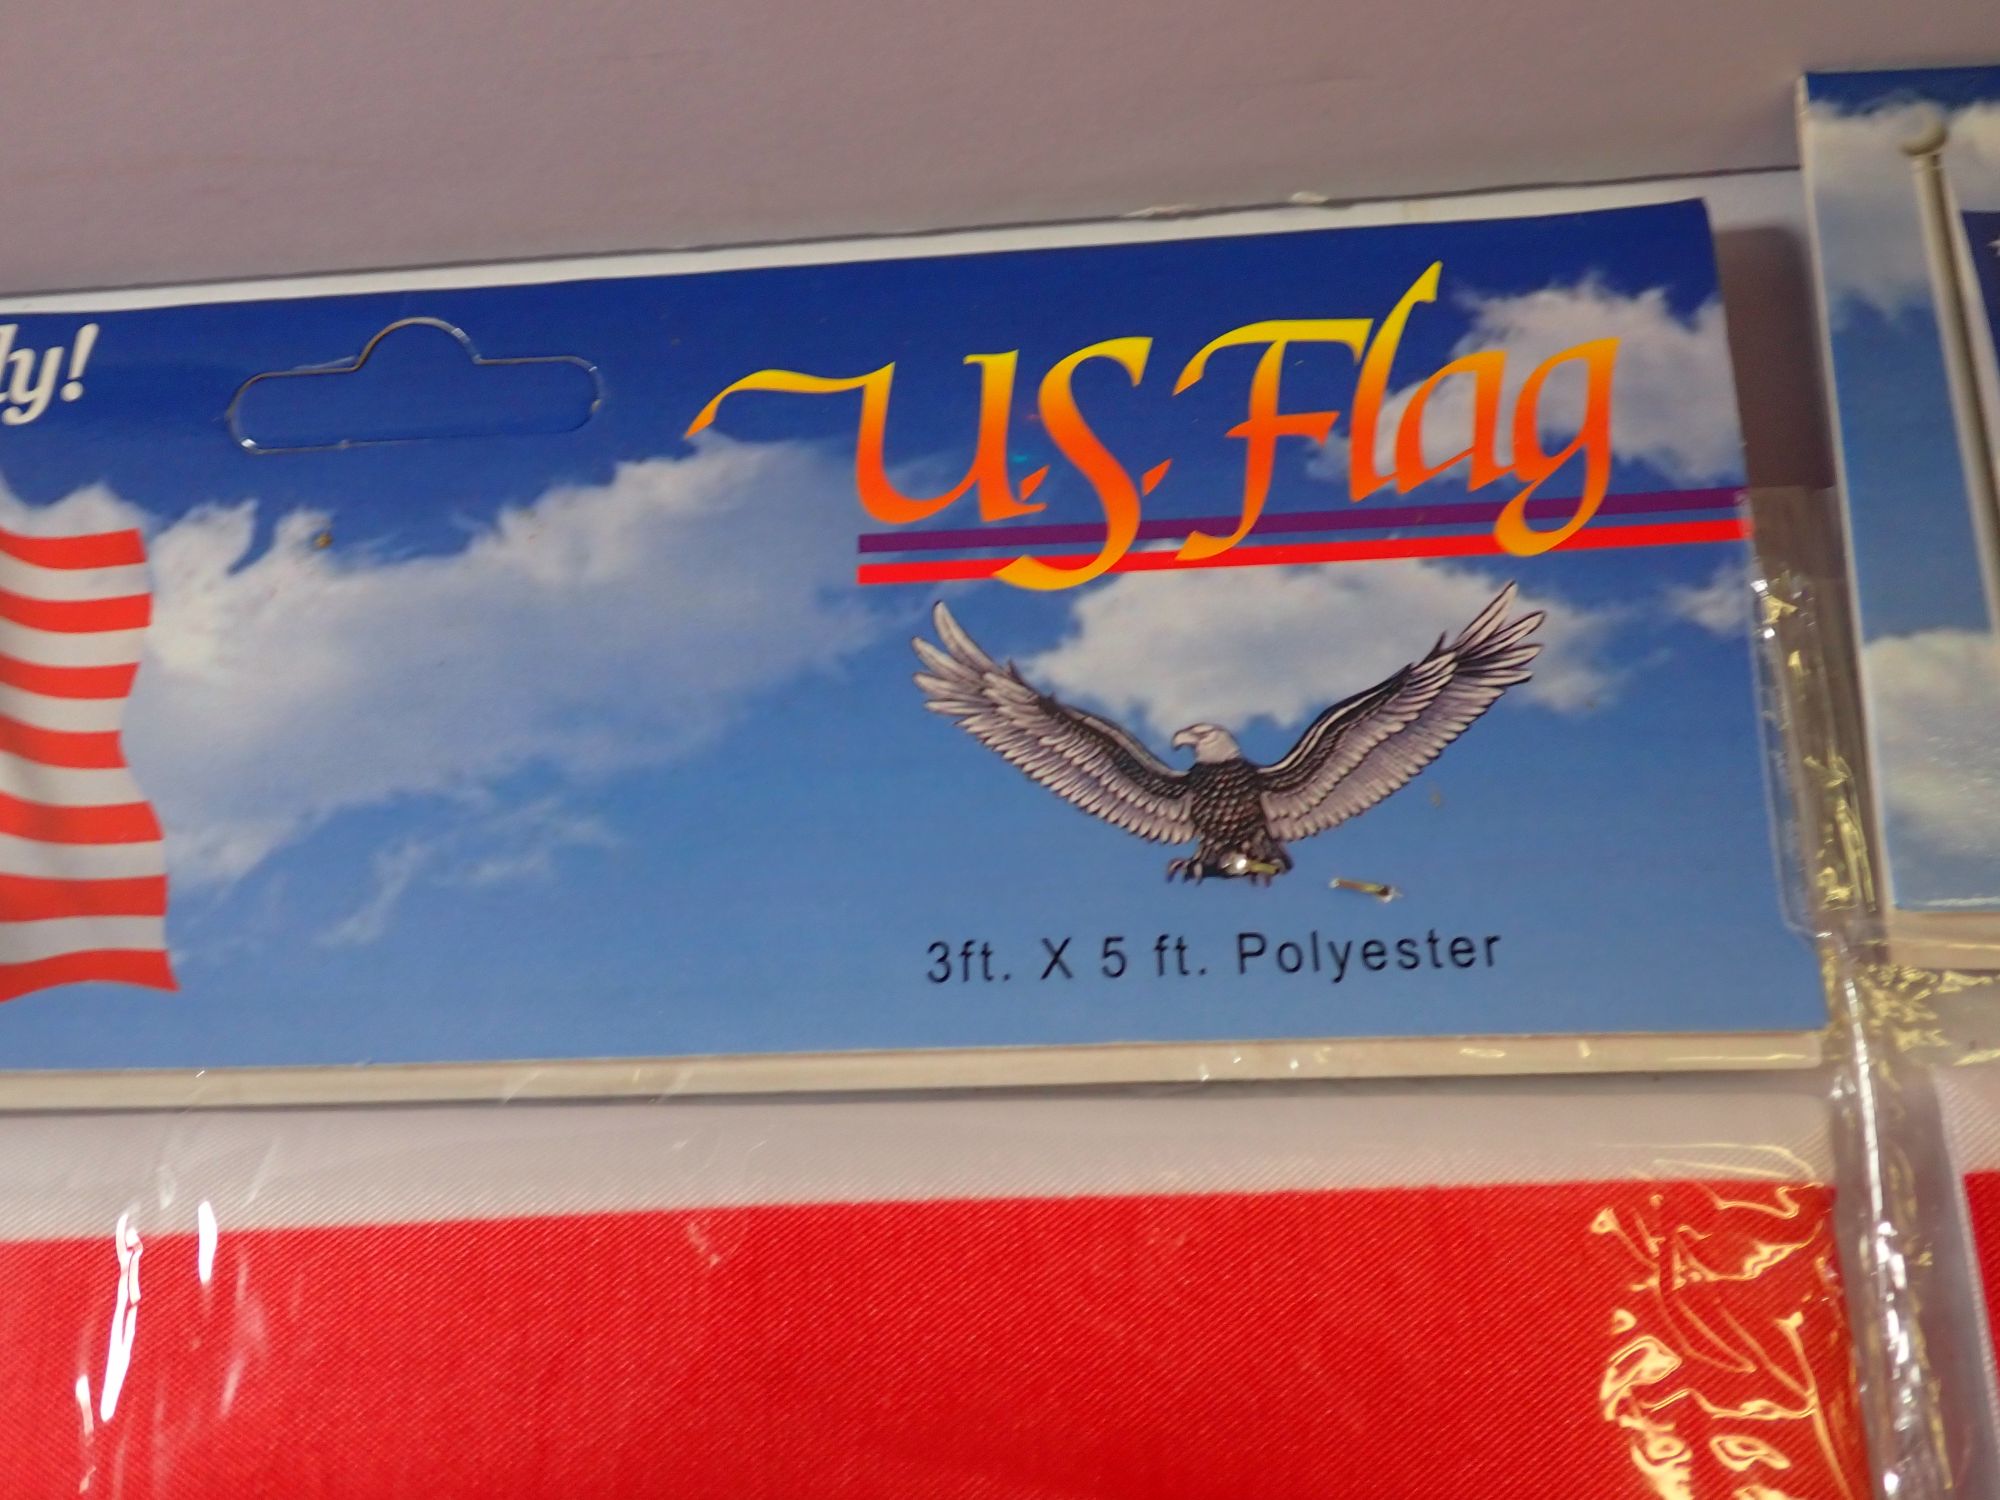 ly!
U.S. Flag
3ft. X 5 ft. Polyester